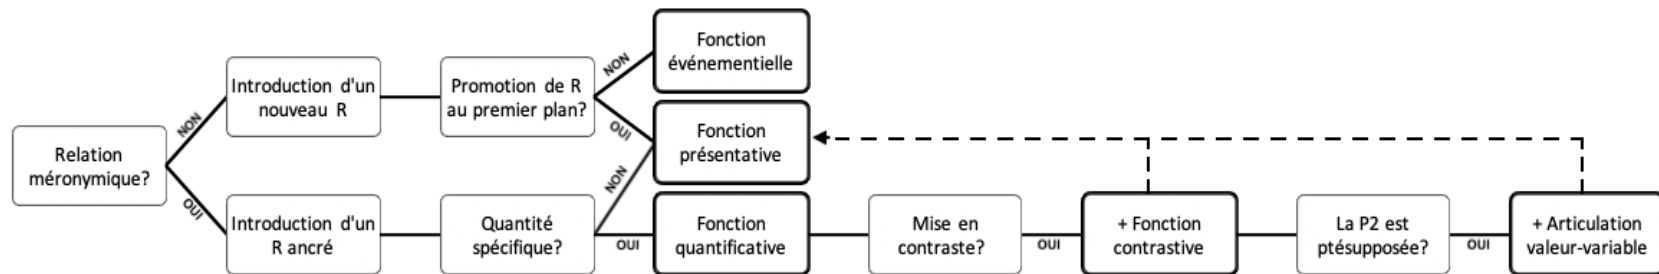 Relation
méronymique?
NON
OUI
Introduction d'un
nouveau R
Promotion de R
au premier plan?
NON
OUI
Fonction
événementielle
Fonction
présentative
Introduction d'un
R ancré
Quantité
spécifique?
NON
OUI
Fonction
quantificative
Mise en
contraste?
OUI
+ Fonction
contrastive
La P2 est
ptésupposée?
OUI
+ Articulation
valeur-variable